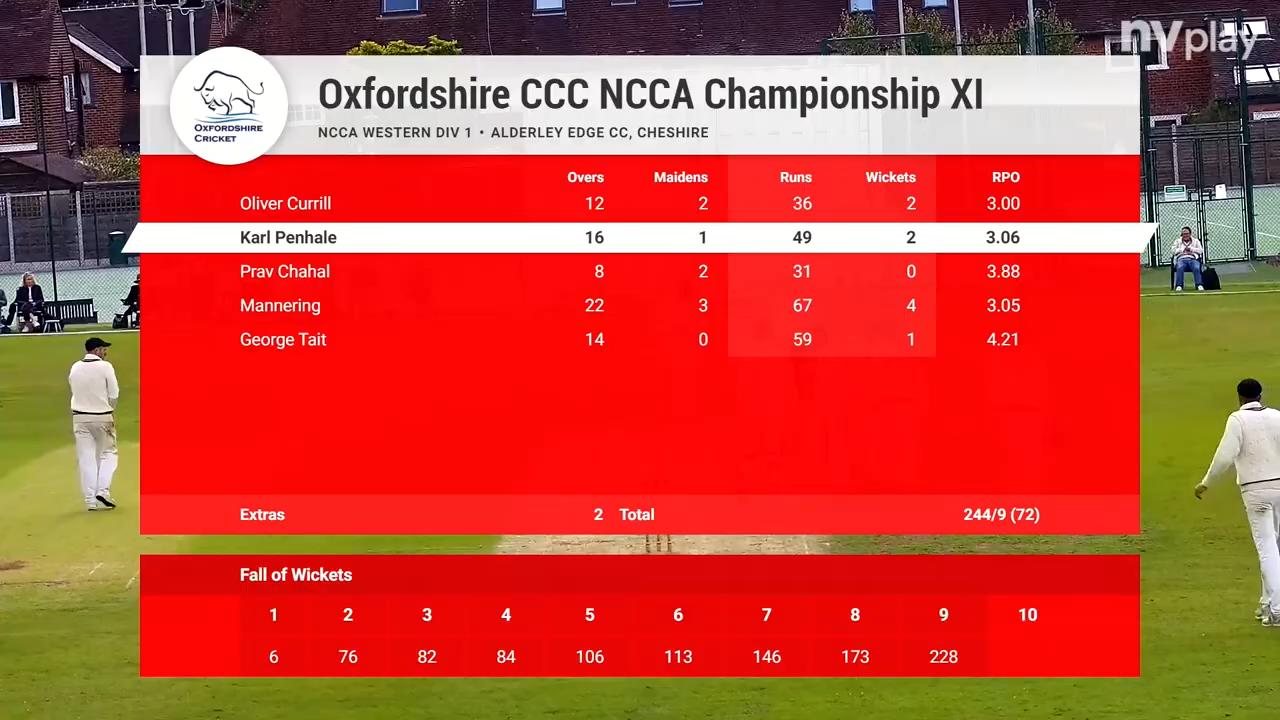 nvplay
Oxfordshire CCC NCCA Championship XI
NCCA WESTERN DIV 1 • ALDERLEY EDGE CC, CHESHIRE
OXFORDSHIRE
CRICKET
Overs Maidens Runs Wickets RPO
Oliver Currill 12 2 36 2 3.00
Karl Penhale 16 1 49 2 3.06
Prav Chahal 8 2 31 0 3.88
Mannering 22 3 67 4 3.05
George Tait 14 0 59 1 4.21
Extras 2 Total 244/9 (72)
Fall of Wickets
1 2 3 4 5 6 7 8 9 10
6 76 82 84 106 113 146 173 228